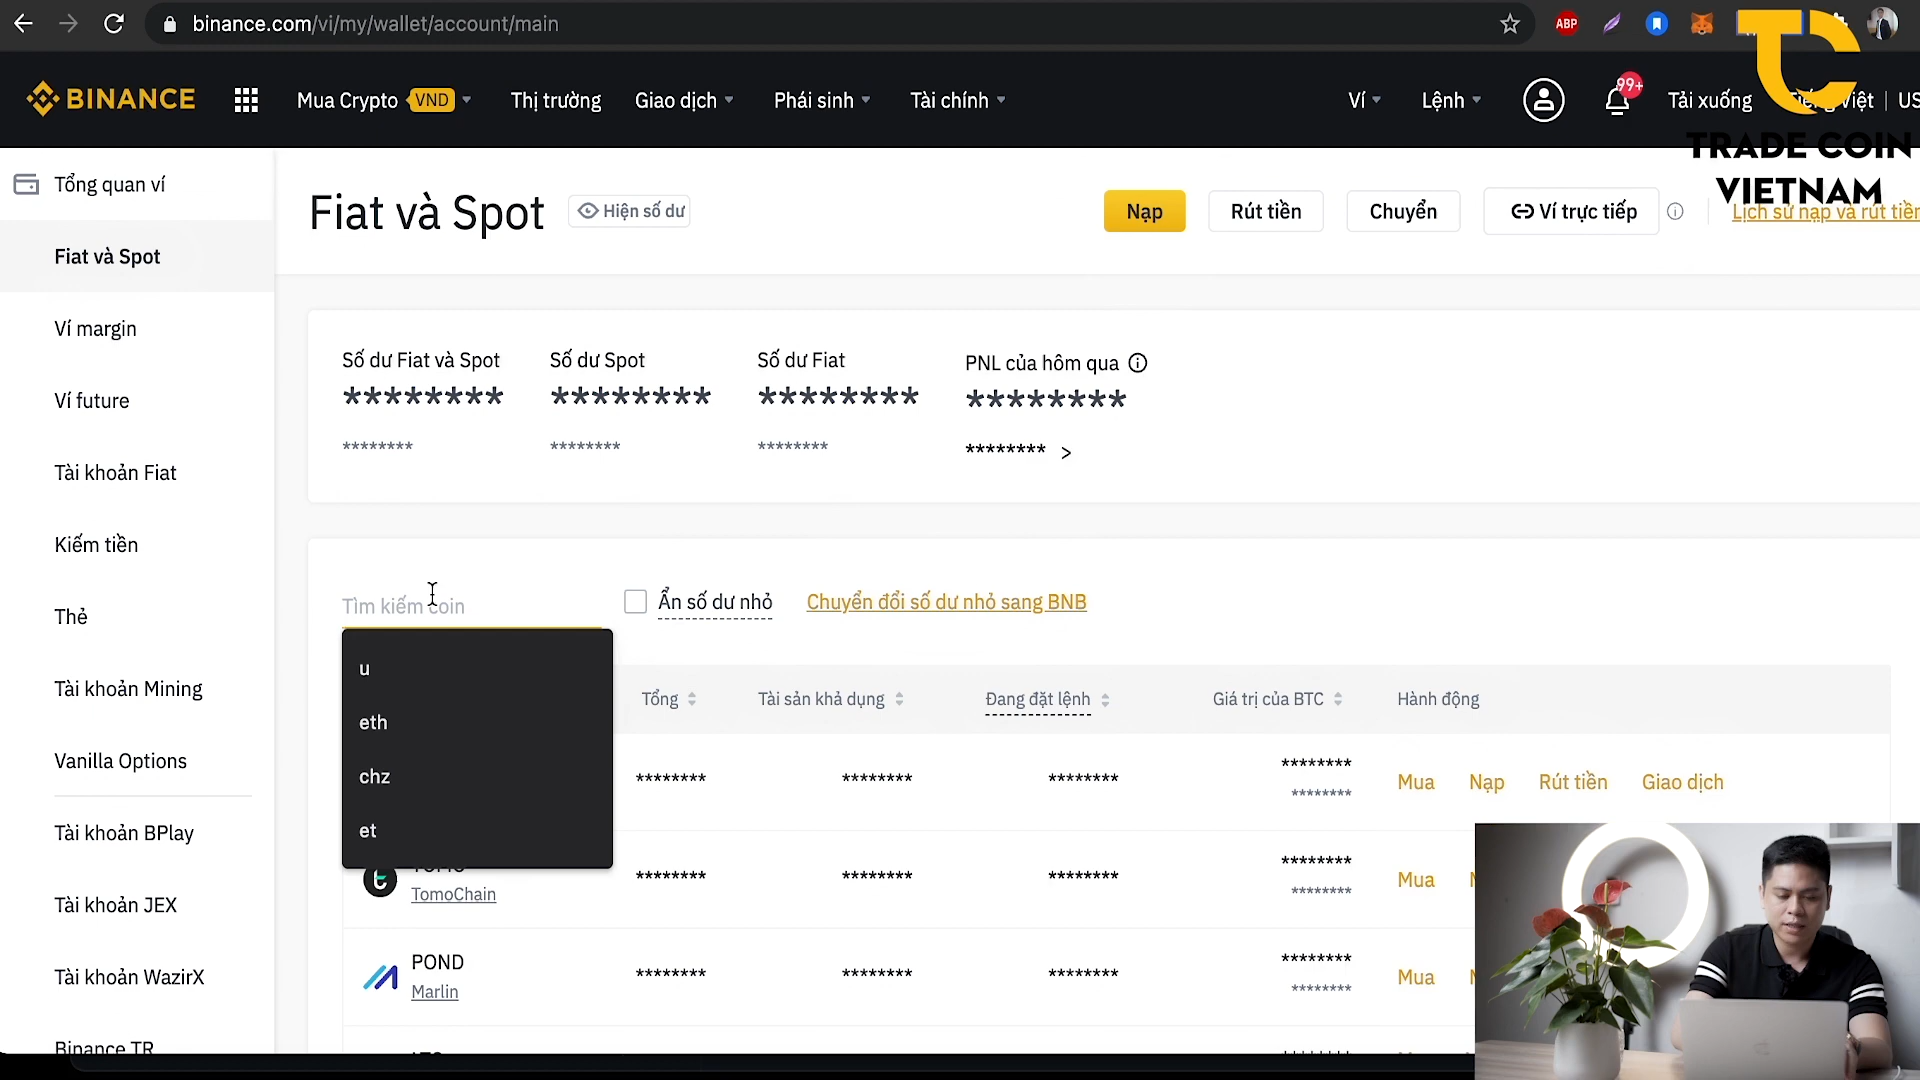 binance.com/vi/my/wallet/account/main
ABP
BINANCE
Mua Crypto VND
Thị trường
Giao dịch
Phái sinh
Tài chính
Ví
Lệnh
99+
Tải xuống
Việt
US
TRADE COIN
VIETNAM
Tổng quan ví
Fiat và Spot
Ví margin
Ví future
Tài khoản Fiat
Kiếm tiền
Thẻ
Tài khoản Mining
Vanilla Options
Tài khoản BPlay
Tài khoản JEX
Tài khoản WazirX
Binance TR
Fiat và Spot
Hiện số dư
Nạp
Rút tiền
Chuyển
Ví trực tiếp
Lịch sử nạp và rút tiền
Số dư Fiat và Spot
Số dư Spot
Số dư Fiat
PNL của hôm qua
******** ******** ******** ********
******** ******** ******** ******** >
Tìm kiếm coin
Ẩn số dư nhỏ
Chuyển đổi số dư nhỏ sang BNB
u
eth
chz
et
Tổng
Tài sản khả dụng
Đang đặt lệnh
Giá trị của BTC
Hành động
******** ******** ******** ********
********
Mua Nạp Rút tiền Giao dịch
TomoChain
******** ******** ******** ********
********
Mua
POND
Marlin
******** ******** ******** ********
********
Mua